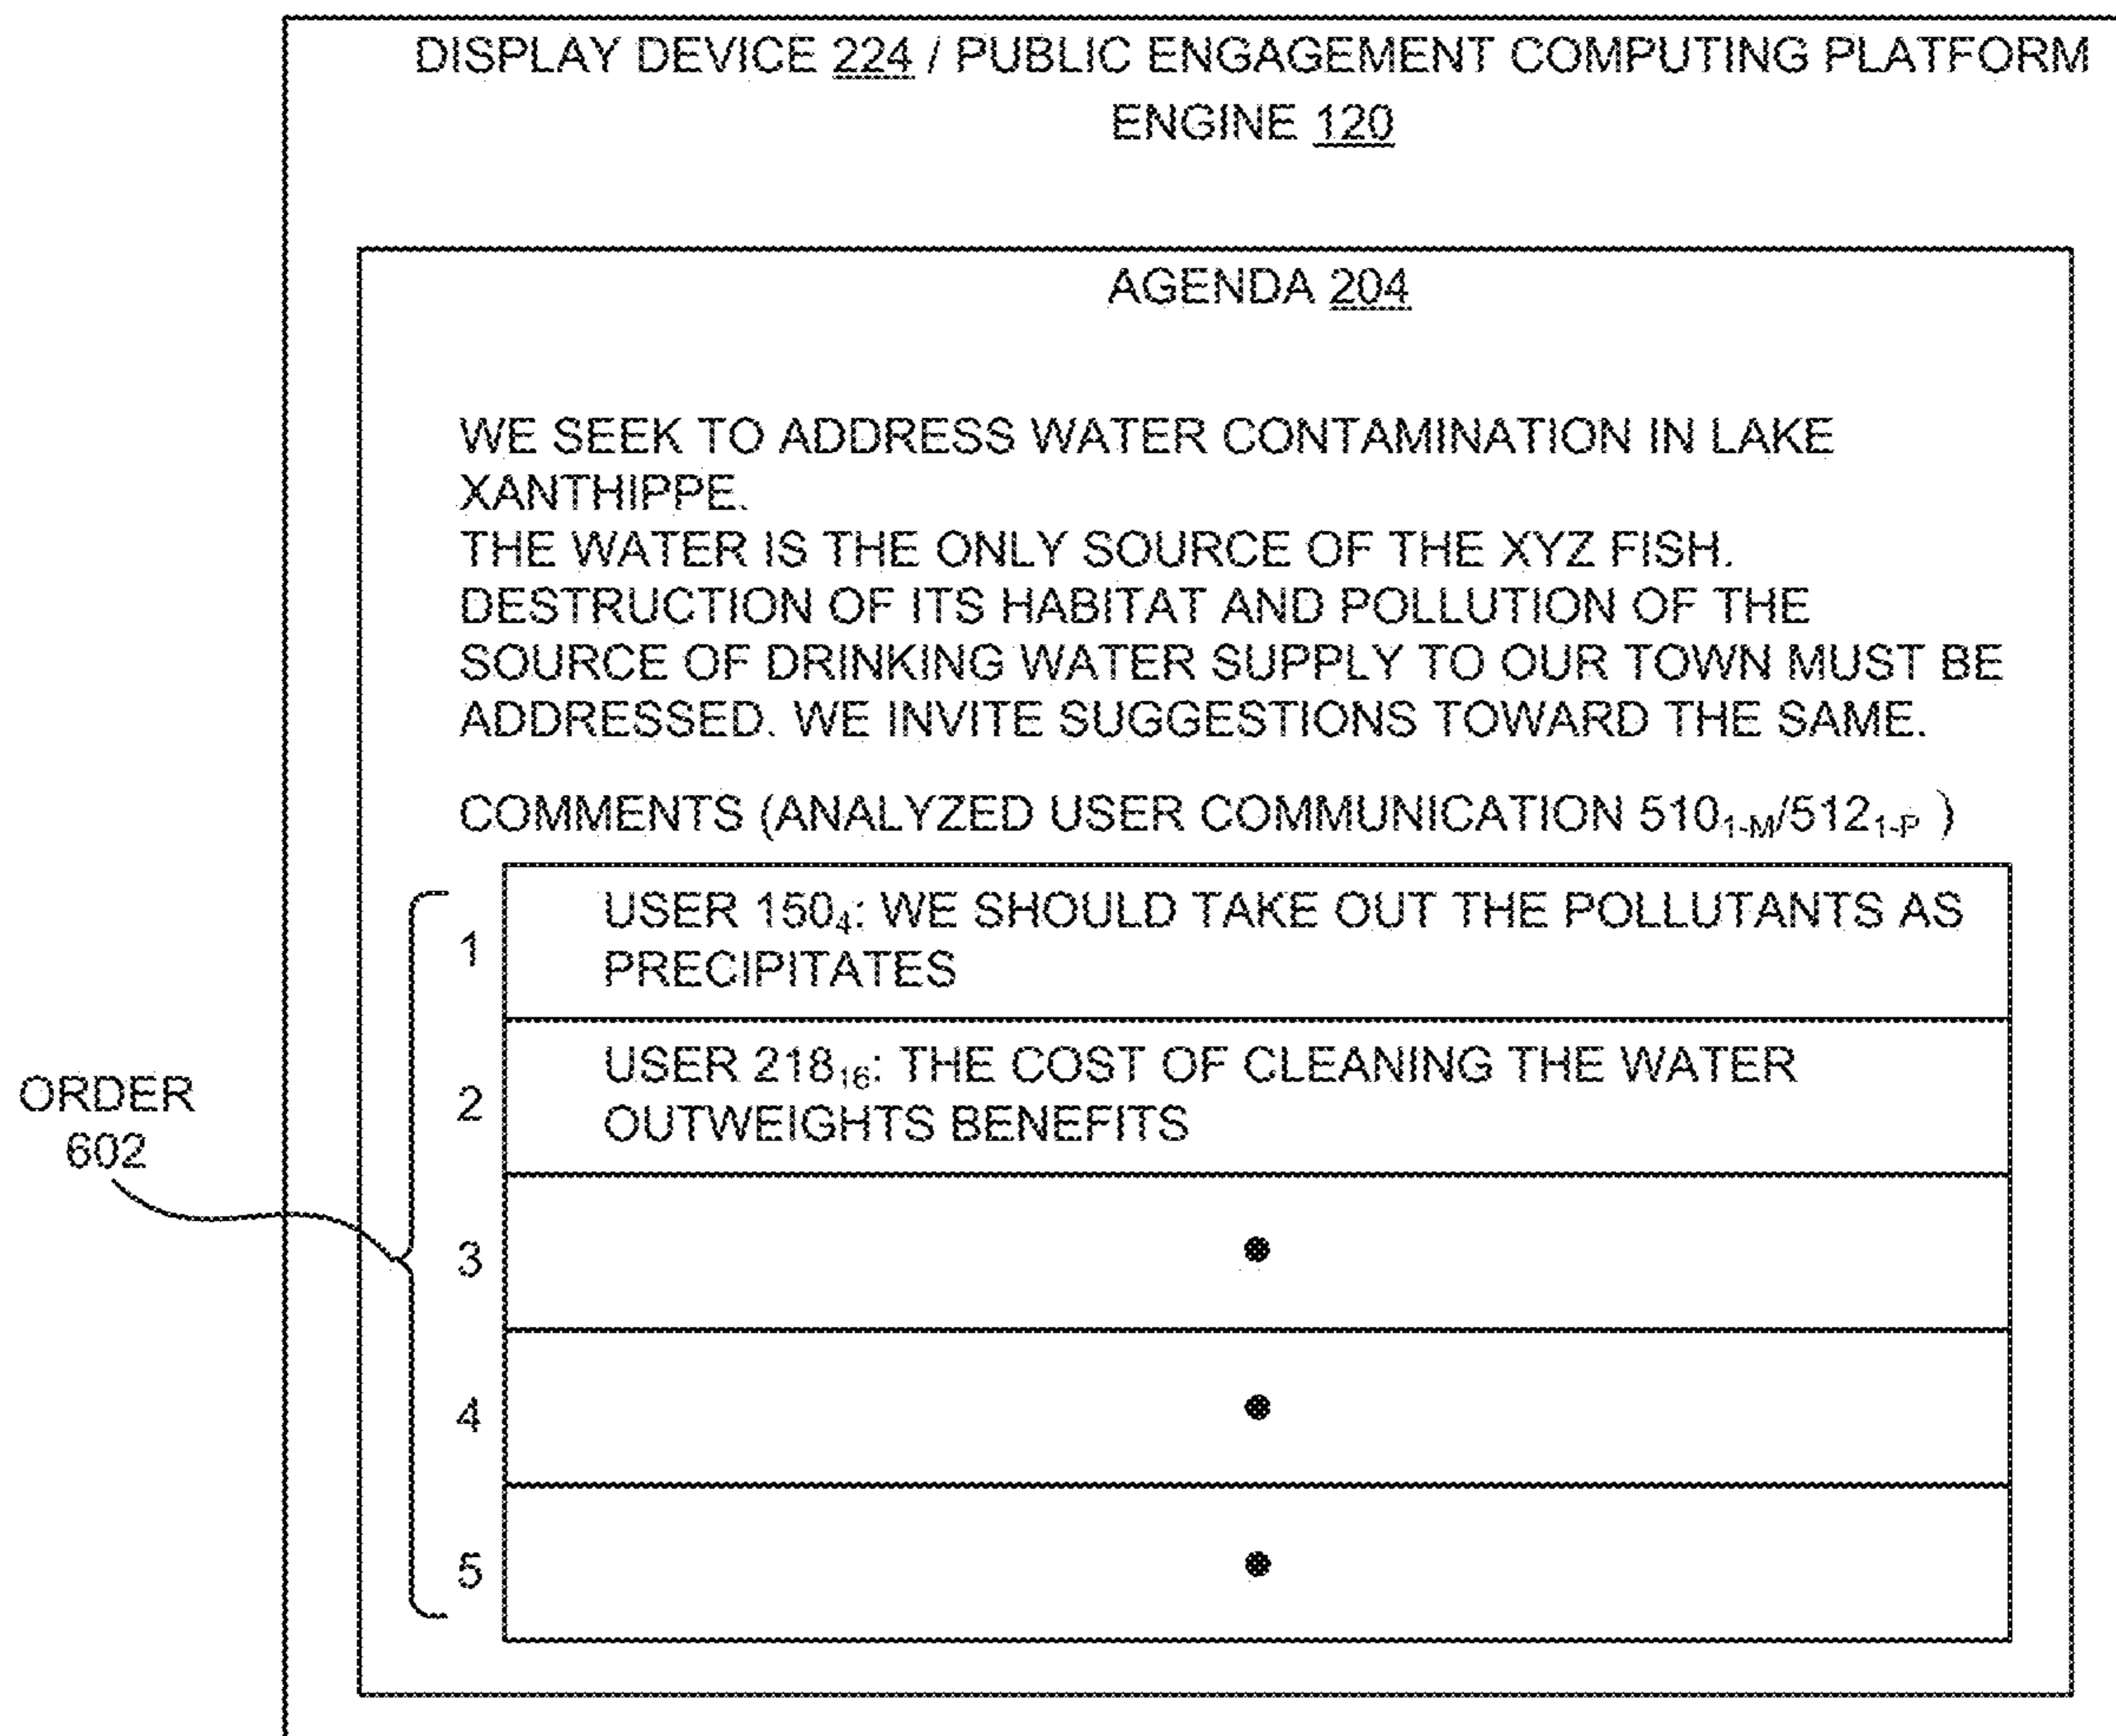 DISPLAY DEVICE 224 / PUBLIC ENGAGEMENT COMPUTING PLATFORM
ENGINE 120
AGENDA 204
WE SEEK TO ADDRESS WATER CONTAMINATION IN LAKE
XANTHIPPE.
THE WATER IS THE ONLY SOURCE OF THE XYZ FISH.
DESTRUCTION OF ITS HABITAT AND POLLUTION OF THE
SOURCE OF DRINKING WATER SUPPLY TO OUR TOWN MUST BE
ADDRESSED. WE INVITE SUGGESTIONS TOWARD THE SAME.
COMMENTS (ANALYZED USER COMMUNICATION 510₁₋M/512₁₋P )
1 USER 150₄: WE SHOULD TAKE OUT THE POLLUTANTS AS
PRECIPITATES
2 USER 218₁₆: THE COST OF CLEANING THE WATER
OUTWEIGHTS BENEFITS
3
4
5
ORDER
602